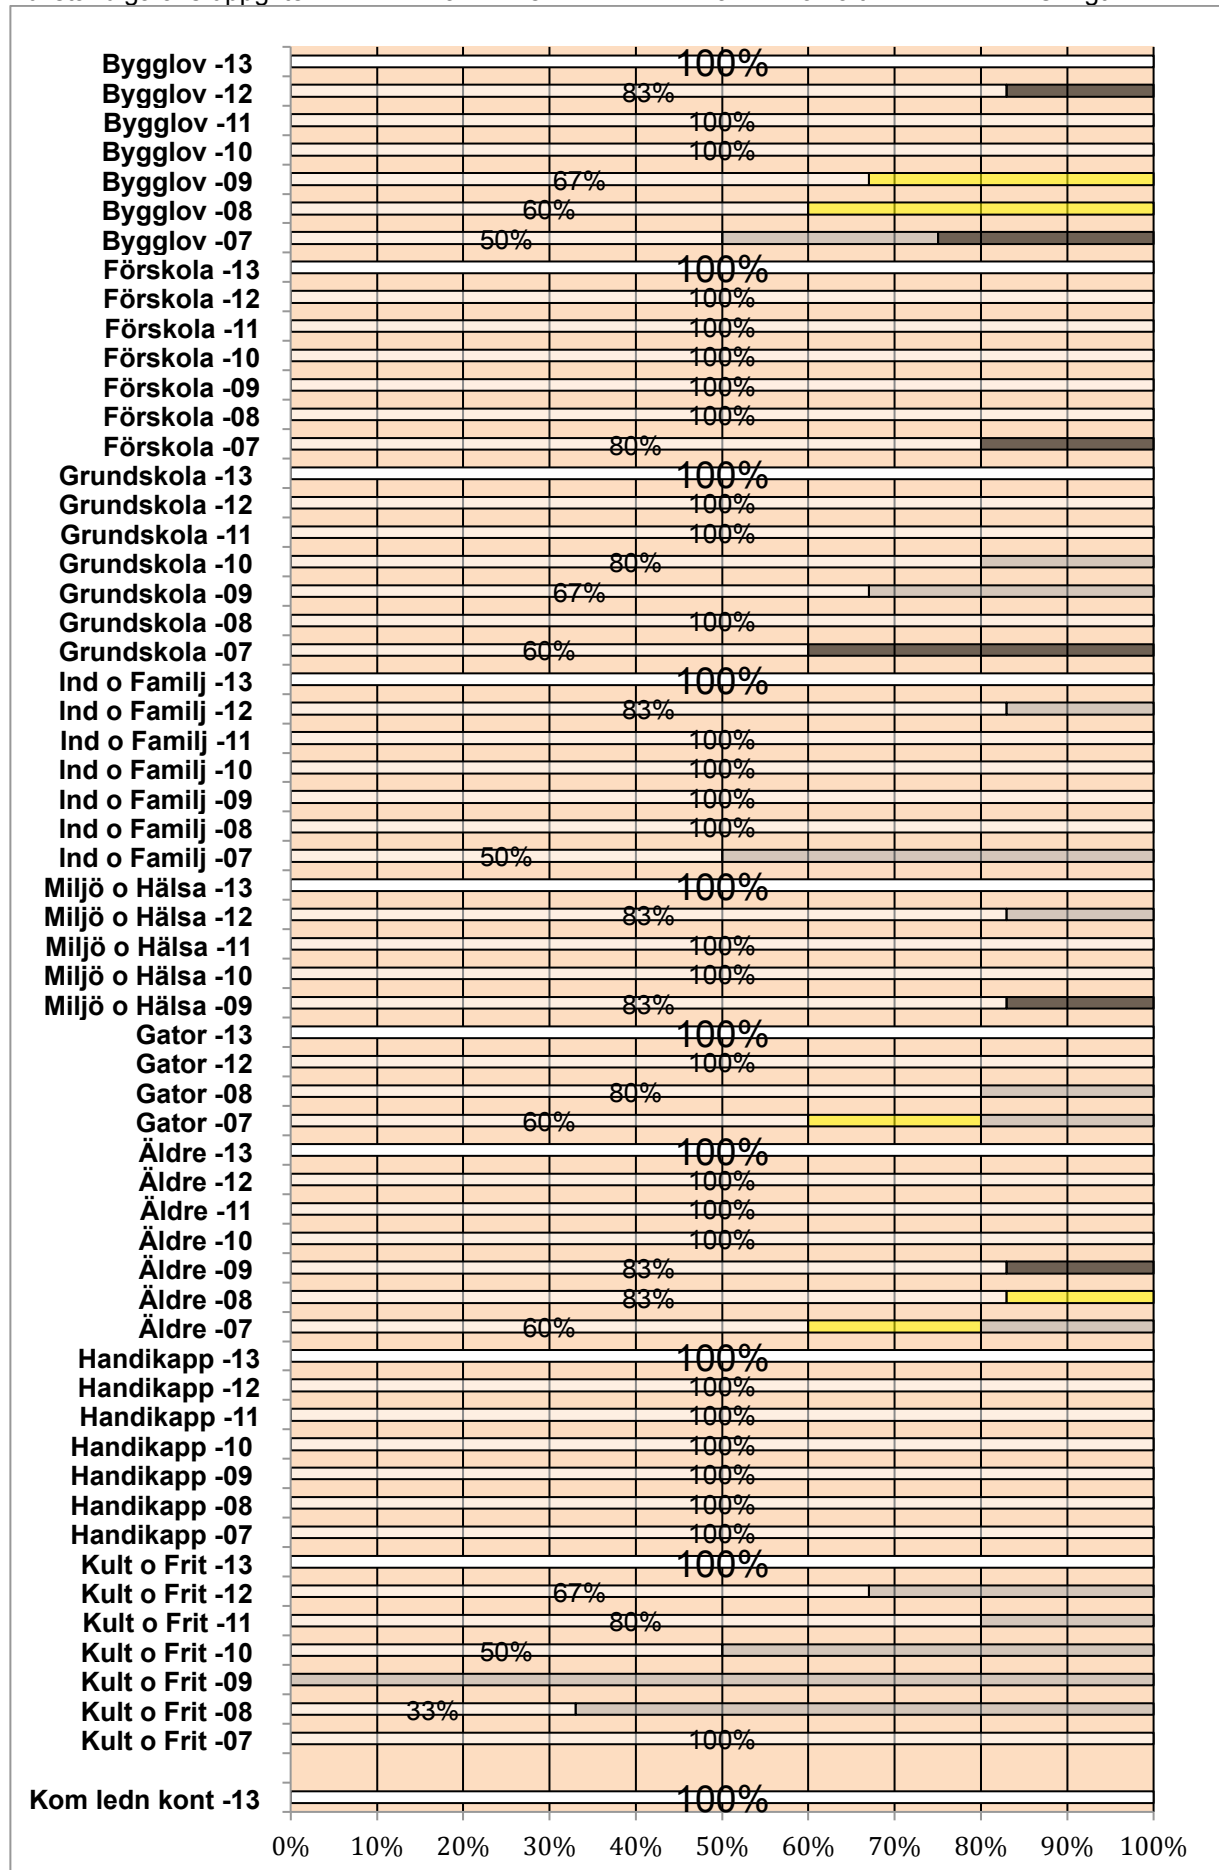 Bygglov -13 100%
Bygglov -12 83%
Bygglov -11 100%
Bygglov -10 100%
Bygglov -09 67%
Bygglov -08 60%
Bygglov -07 50%
Förskola -13 100%
Förskola -12 100%
Förskola -11 100%
Förskola -10 100%
Förskola -09 100%
Förskola -08 100%
Förskola -07 80%
Grundskola -13 100%
Grundskola -12 100%
Grundskola -11 100%
Grundskola -10 80%
Grundskola -09 67%
Grundskola -08 100%
Grundskola -07 60%
Ind o Familj -13 100%
Ind o Familj -12 83%
Ind o Familj -11 100%
Ind o Familj -10 100%
Ind o Familj -09 100%
Ind o Familj -08 100%
Ind o Familj -07 50%
Miljö o Hälsa -13 100%
Miljö o Hälsa -12 83%
Miljö o Hälsa -11 100%
Miljö o Hälsa -10 100%
Miljö o Hälsa -09 83%
Gator -13 100%
Gator -12 100%
Gator -08 80%
Gator -07 60%
Äldre -13 100%
Äldre -12 100%
Äldre -11 100%
Äldre -10 100%
Äldre -09 83%
Äldre -08 83%
Äldre -07 60%
Handikapp -13 100%
Handikapp -12 100%
Handikapp -11 100%
Handikapp -10 100%
Handikapp -09 100%
Handikapp -08 100%
Handikapp -07 100%
Kult o Frit -13 100%
Kult o Frit -12 67%
Kult o Frit -11 80%
Kult o Frit -10 50%
Kult o Frit -09
Kult o Frit -08 33%
Kult o Frit -07 100%
Kom ledn kont -13 100%
0% 10% 20% 30% 40% 50% 60% 70% 80% 90% 100%